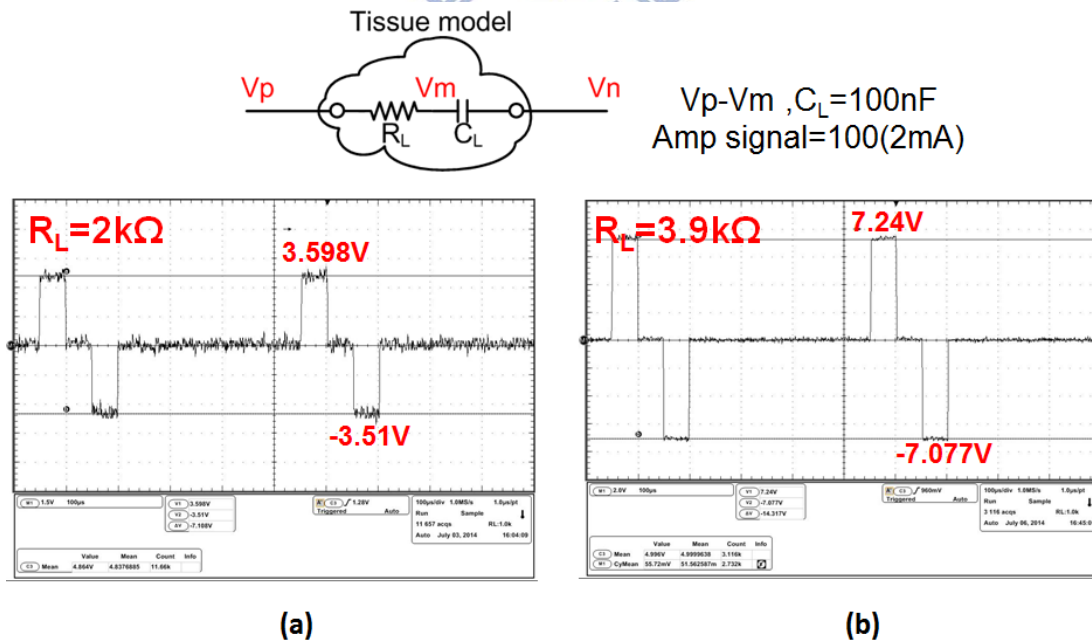 Tissue model
Vp
Vm
Vn
R_L
C_L
Vp-Vm ,C_L=100nF
Amp signal=100(2mA)
R_L=2kΩ
3.598V
-3.51V
M1 1.5V 100µs
V1 3.598V
V2 -3.51V
ΔV -7.108V
C3 1.28V
Triggered Auto
100µs/div 1.0MS/s 1.0µs/pt
Run Sample
11 657 acqs RL:1.0k
Auto July 03, 2014 16:04:09
Value Mean Count Info
C3 Mean 4.864V 4.8376885 11.66k
R_L=3.9kΩ
7.24V
-7.077V
M1 2.0V 100µs
V1 7.24V
V2 -7.077V
ΔV -14.317V
C3 960mV
Triggered Auto
100µs/div 1.0MS/s 1.0µs/pt
Run Sample
3 116 acqs RL:1.0k
Auto July 06, 2014
Value Mean Count Info
C3 Mean 4.996V 4.9999638 3.116k
M1 CyMean 55.72mV 51.562587m 2.732k
(a)
(b)